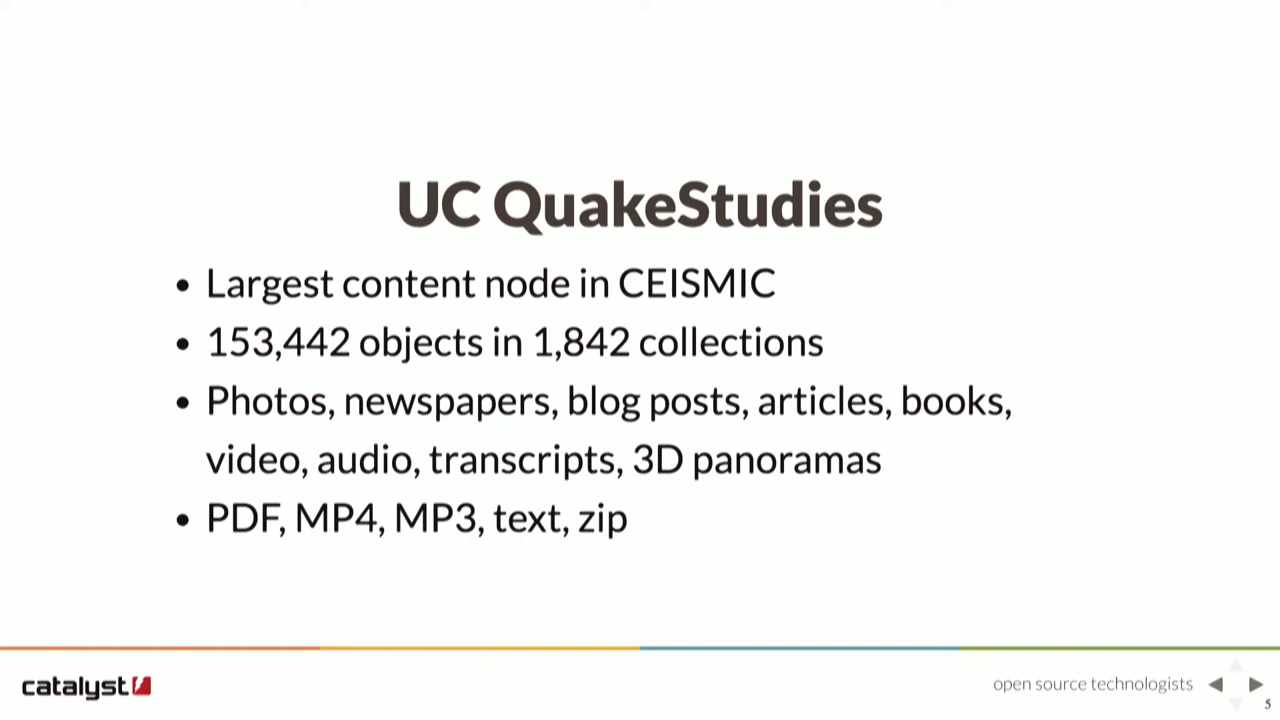 UC QuakeStudies
• Largest content node in CEISMIC
• 153,442 objects in 1,842 collections
• Photos, newspapers, blog posts, articles, books,
video, audio, transcripts, 3D panoramas
• PDF, MP4, MP3, text, zip
catalyst
open source technologists
5